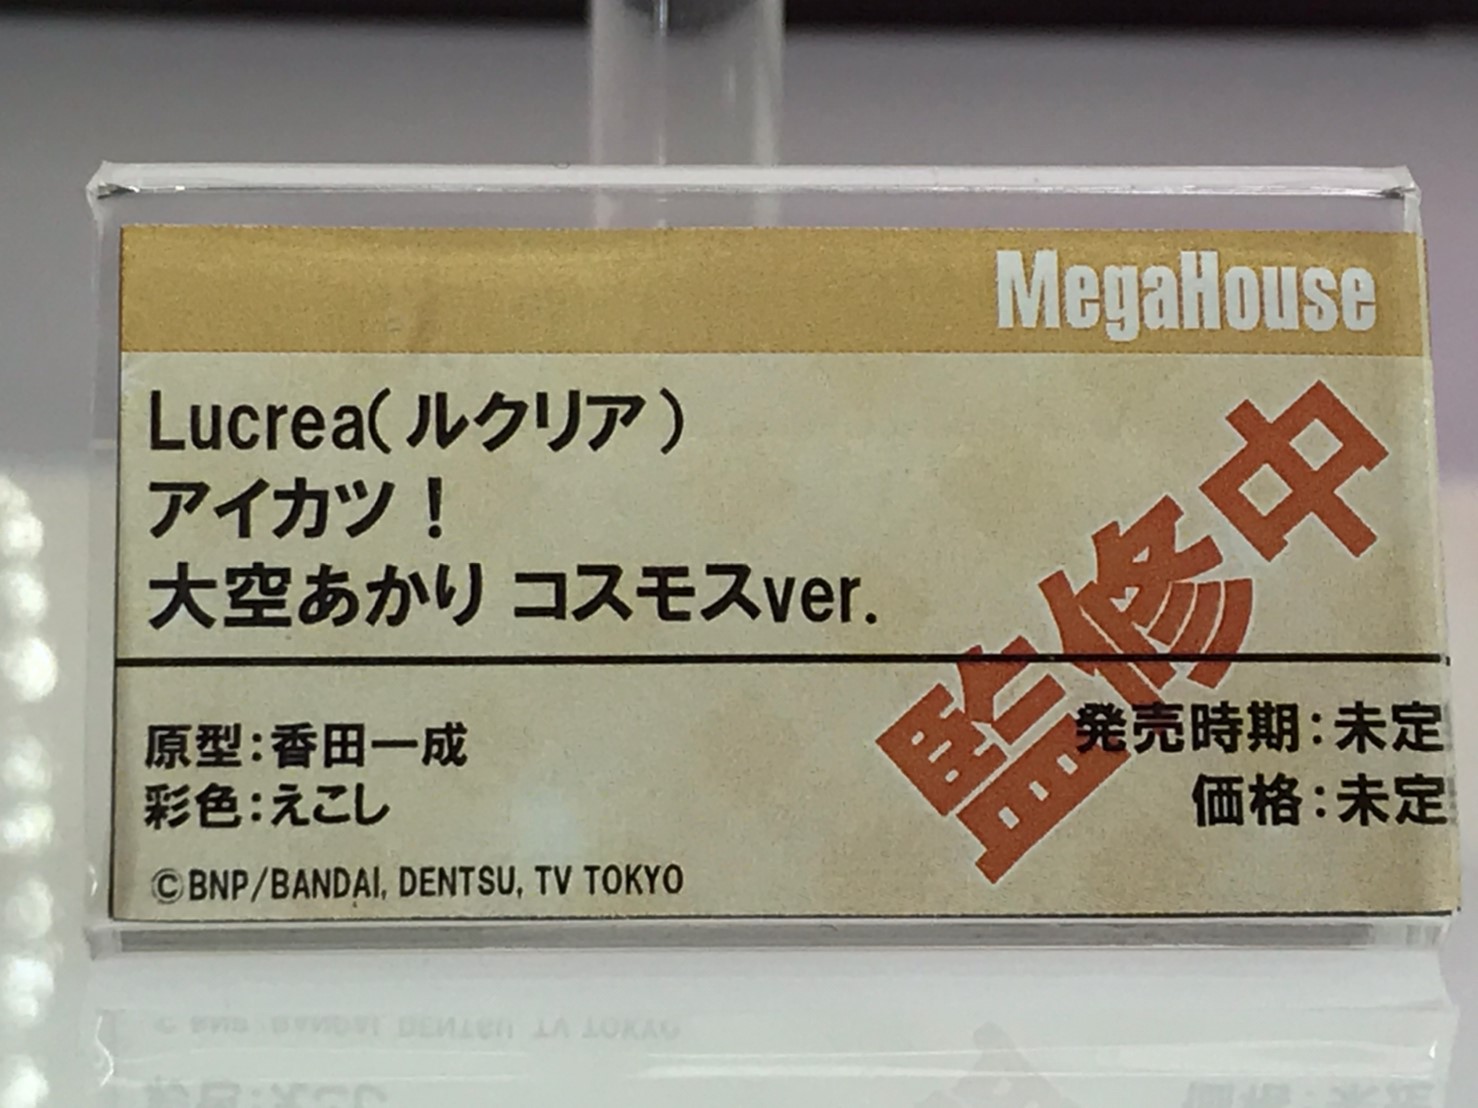 MegaHouse
Lucrea(ルクリア)
アイカツ！
大空あかり コスモスver.
監修中
原型:香田一成
彩色:えこし
発売時期:未定
価格:未定
©BNP/BANDAI, DENTSU, TV TOKYO